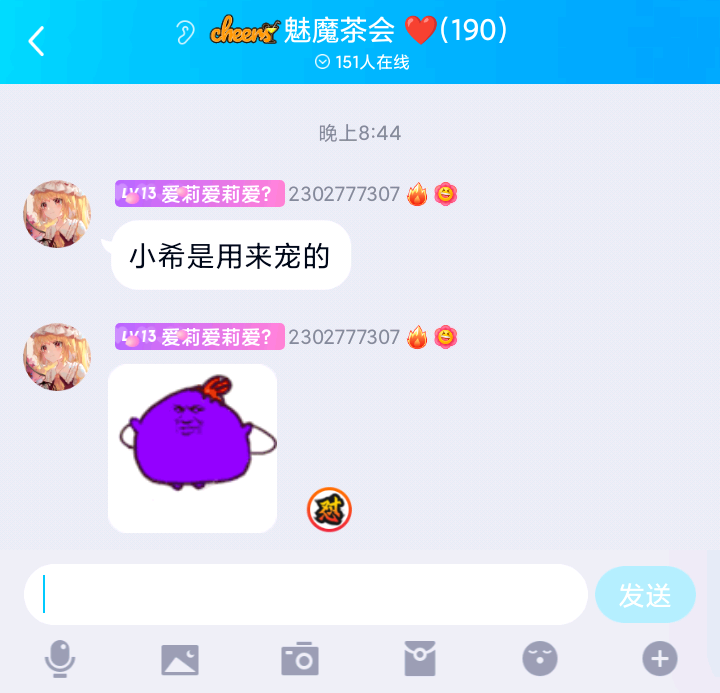 cheers 魅魔茶会 ❤️(190)
151人在线
晚上8:44
LV13 爱莉爱莉爱? 2302777307
小希是用来宠的
LV13 爱莉爱莉爱? 2302777307
怼
发送